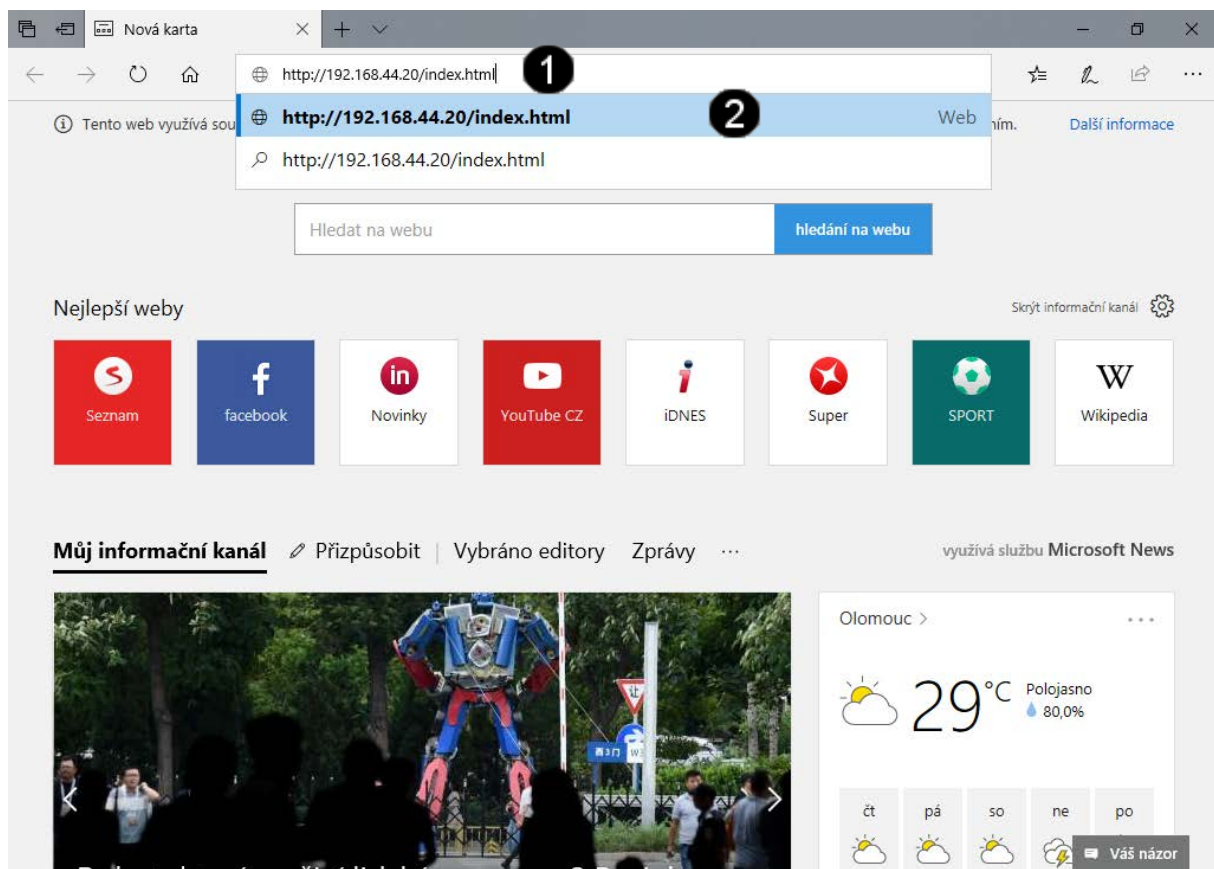 Nová karta
http://192.168.44.20/index.html
1
http://192.168.44.20/index.html
2
Web
Tento web využívá sou
ním.
Další informace
http://192.168.44.20/index.html
Hledat na webu
hledání na webu
Nejlepší weby
Skrýt informační kanál
Seznam
facebook
in
Novinky
YouTube CZ
iDNES
Super
SPORT
W
Wikipedia
Můj informační kanál
Přizpůsobit
Vybráno editory
Zprávy
využívá službu Microsoft News
Olomouc >
29°C
Polojasno
80,0%
西3门
čt pá so ne po
Váš názor